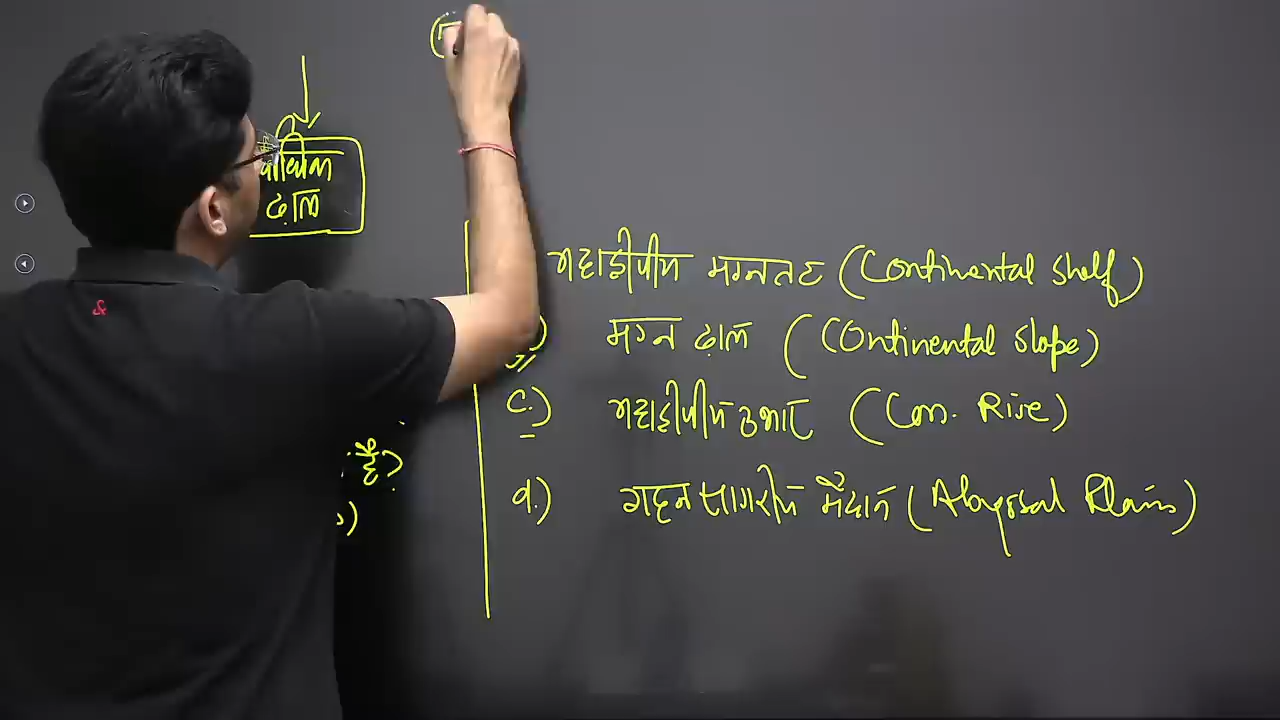 ढ़ाल
महाद्वीपीय मग्नतट (Continental Shelf)
मग्न ढ़ाल (Continental Slope)
C.) महाद्वीपीय उभार (Con. Rise)
d.) गहन सागरीय मैदान (Abyssal Plains)
है?